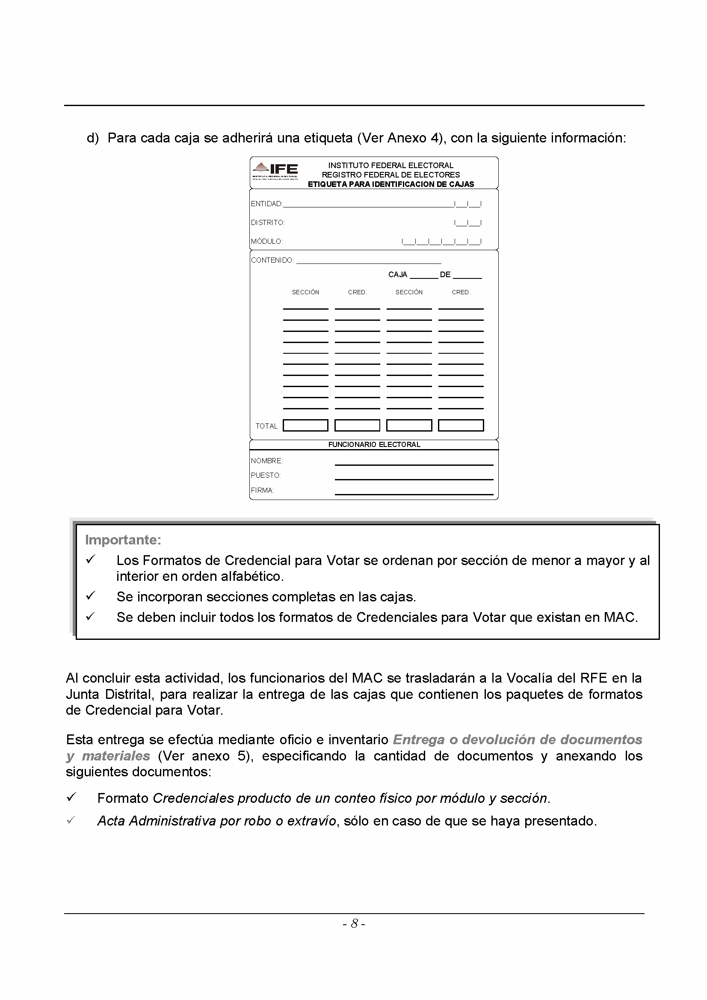 d) Para cada caja se adherirá una etiqueta (Ver Anexo 4), con la siguiente información:
IFE
INSTITUTO FEDERAL ELECTORAL
REGISTRO FEDERAL DE ELECTORES
INSTITUTO FEDERAL ELECTORAL
REGISTRO FEDERAL DE ELECTORES
ETIQUETA PARA IDENTIFICACION DE CAJAS
ENTIDAD:
DISTRITO:
MÓDULO:
CONTENIDO:
CAJA DE
SECCIÓN CRED. SECCIÓN CRED.
TOTAL
FUNCIONARIO ELECTORAL
NOMBRE:
PUESTO:
FIRMA:
Importante:
✓ Los Formatos de Credencial para Votar se ordenan por sección de menor a mayor y al
interior en orden alfabético.
✓ Se incorporan secciones completas en las cajas.
✓ Se deben incluir todos los formatos de Credenciales para Votar que existan en MAC.
Al concluir esta actividad, los funcionarios del MAC se trasladarán a la Vocalía del RFE en la
Junta Distrital, para realizar la entrega de las cajas que contienen los paquetes de formatos
de Credencial para Votar.
Esta entrega se efectúa mediante oficio e inventario Entrega o devolución de documentos
y materiales (Ver anexo 5), especificando la cantidad de documentos y anexando los
siguientes documentos:
✓ Formato Credenciales producto de un conteo físico por módulo y sección.
✓ Acta Administrativa por robo o extravío, sólo en caso de que se haya presentado.
- 8 -